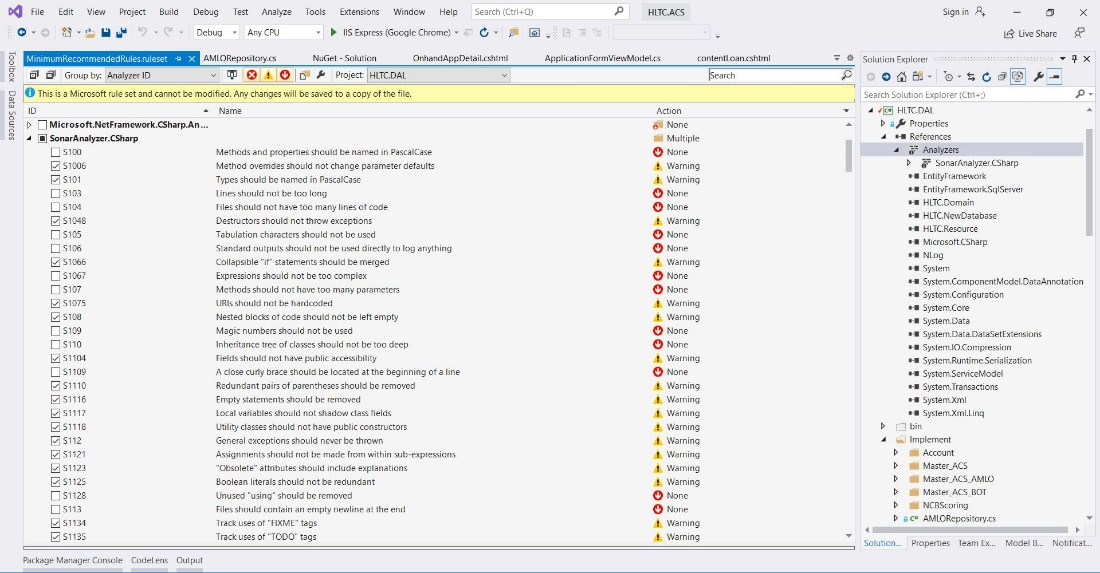 File Edit View Project Build Debug Test Analyze Tools Extensions Window Help Search (Ctrl+Q) HLTC.ACS Sign in
Debug Any CPU IIS Express (Google Chrome) Live Share
Toolbox
Data Sources
MinimumRecommendedRules.ruleset AMLORepository.cs NuGet - Solution OnhandAppDetail.cshtml ApplicationFormViewModel.cs contentLoan.cshtml
Group by: Analyzer ID Project: HLTC.DAL Search
This is a Microsoft rule set and cannot be modified. Any changes will be saved to a copy of the file.
ID Name Action
Microsoft.NetFramework.CSharp.An... None
SonarAnalyzer.CSharp Multiple
S100 Methods and properties should be named in PascalCase None
S1006 Method overrides should not change parameter defaults Warning
S101 Types should be named in PascalCase Warning
S103 Lines should not be too long None
S104 Files should not have too many lines of code None
S1048 Destructors should not throw exceptions Warning
S105 Tabulation characters should not be used None
S106 Standard outputs should not be used directly to log anything None
S1066 Collapsible "if" statements should be merged Warning
S1067 Expressions should not be too complex None
S107 Methods should not have too many parameters None
S1075 URIs should not be hardcoded Warning
S108 Nested blocks of code should not be left empty Warning
S109 Magic numbers should not be used None
S110 Inheritance tree of classes should not be too deep None
S1104 Fields should not have public accessibility Warning
S1109 A close curly brace should be located at the beginning of a line None
S1110 Redundant pairs of parentheses should be removed Warning
S1116 Empty statements should be removed Warning
S1117 Local variables should not shadow class fields Warning
S1118 Utility classes should not have public constructors Warning
S112 General exceptions should never be thrown Warning
S1121 Assignments should not be made from within sub-expressions Warning
S1123 "Obsolete" attributes should include explanations Warning
S1125 Boolean literals should not be redundant Warning
S1128 Unused "using" should be removed None
S113 Files should contain an empty newline at the end None
S1134 Track uses of "FIXME" tags Warning
S1135 Track uses of "TODO" tags Warning
Solution Explorer
Search Solution Explorer (Ctrl+;)
HLTC.DAL
Properties
References
Analyzers
SonarAnalyzer.CSharp
EntityFramework
EntityFramework.SqlServer
HLTC.Domain
HLTC.NewDatabase
HLTC.Resource
Microsoft.CSharp
NLog
System
System.ComponentModel.DataAnnotation
System.Configuration
System.Core
System.Data
System.Data.DataSetExtensions
System.IO.Compression
System.Runtime.Serialization
System.ServiceModel
System.Transactions
System.Xml
System.Xml.Linq
bin
Implement
Account
Master_ACS
Master_ACS_AMLO
Master_ACS_BOT
NCBScoring
C# AMLORepository.cs
Solution... Properties Team Ex... Model B... Notificat...
Package Manager Console CodeLens Output